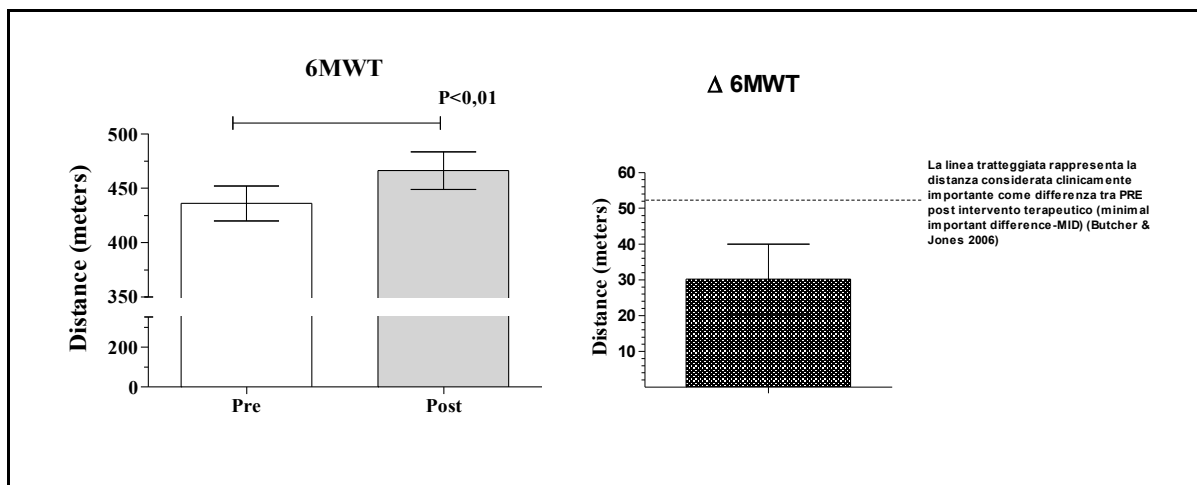 6MWT
P<0,01
Distance (meters)
500
450
400
350
200
0
Pre
Post
Δ 6MWT
Distance (meters)
60
50
40
30
20
10
La linea tratteggiata rappresenta la
distanza considerata clinicamente
importante come differenza tra PRE
post intervento terapeutico (minimal
important difference-MID) (Butcher &
Jones 2006)